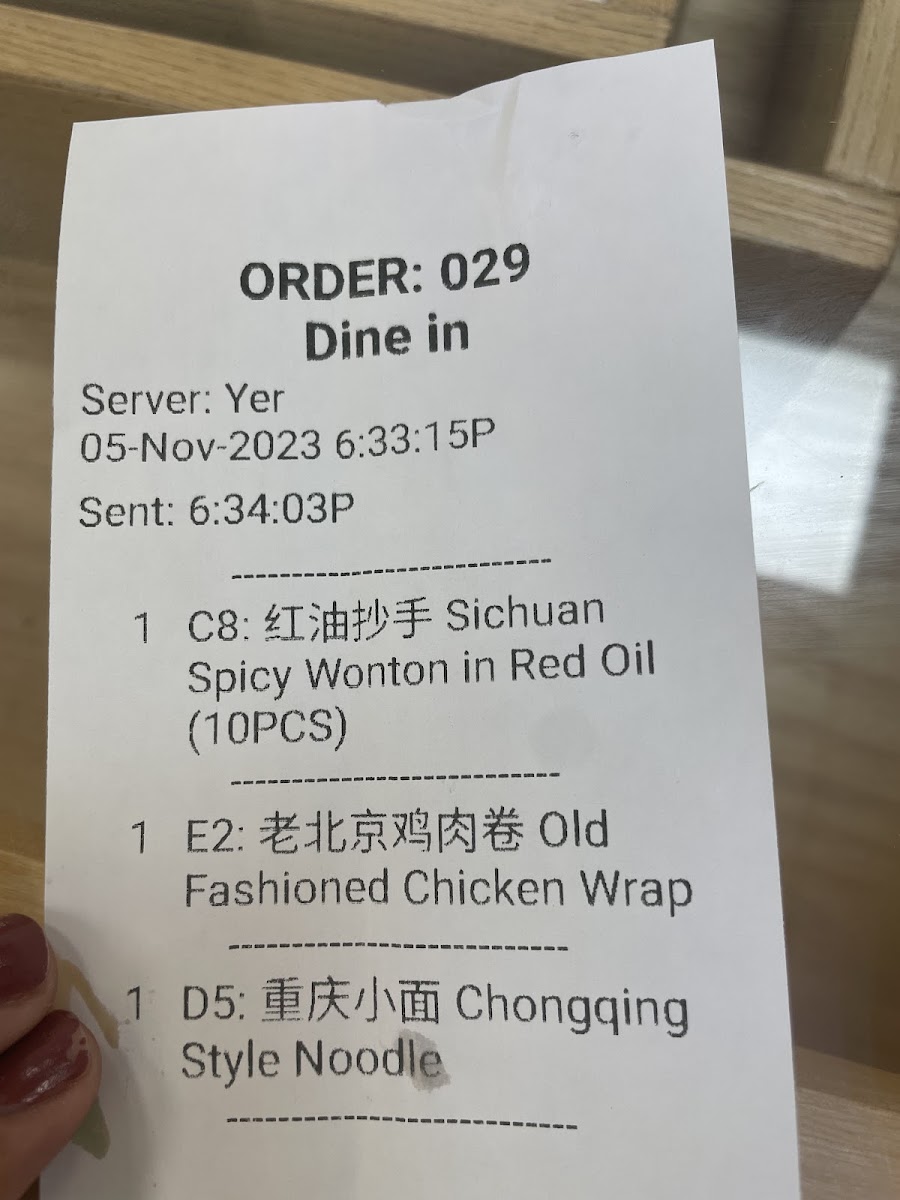 ORDER: 029
Dine in
Server: Yer
05-Nov-2023 6:33:15P
Sent: 6:34:03P
---------------------------
1 C8: 红油抄手 Sichuan
Spicy Wonton in Red Oil
(10PCS)
---------------------------
1 E2: 老北京鸡肉卷 Old
Fashioned Chicken Wrap
---------------------------
1 D5: 重庆小面 Chongqing
Style Noodle
---------------------------